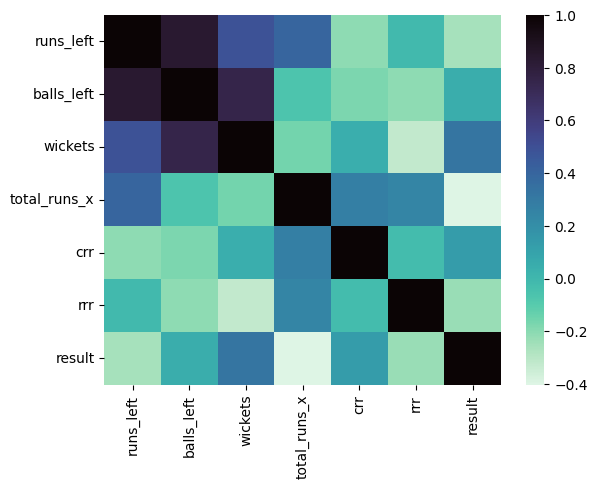 runs_left
balls_left
wickets
total_runs_x
crr
rrr
result
runs_left
balls_left
wickets
total_runs_x
crr
rrr
result
1.0
0.8
0.6
0.4
0.2
0.0
−0.2
−0.4